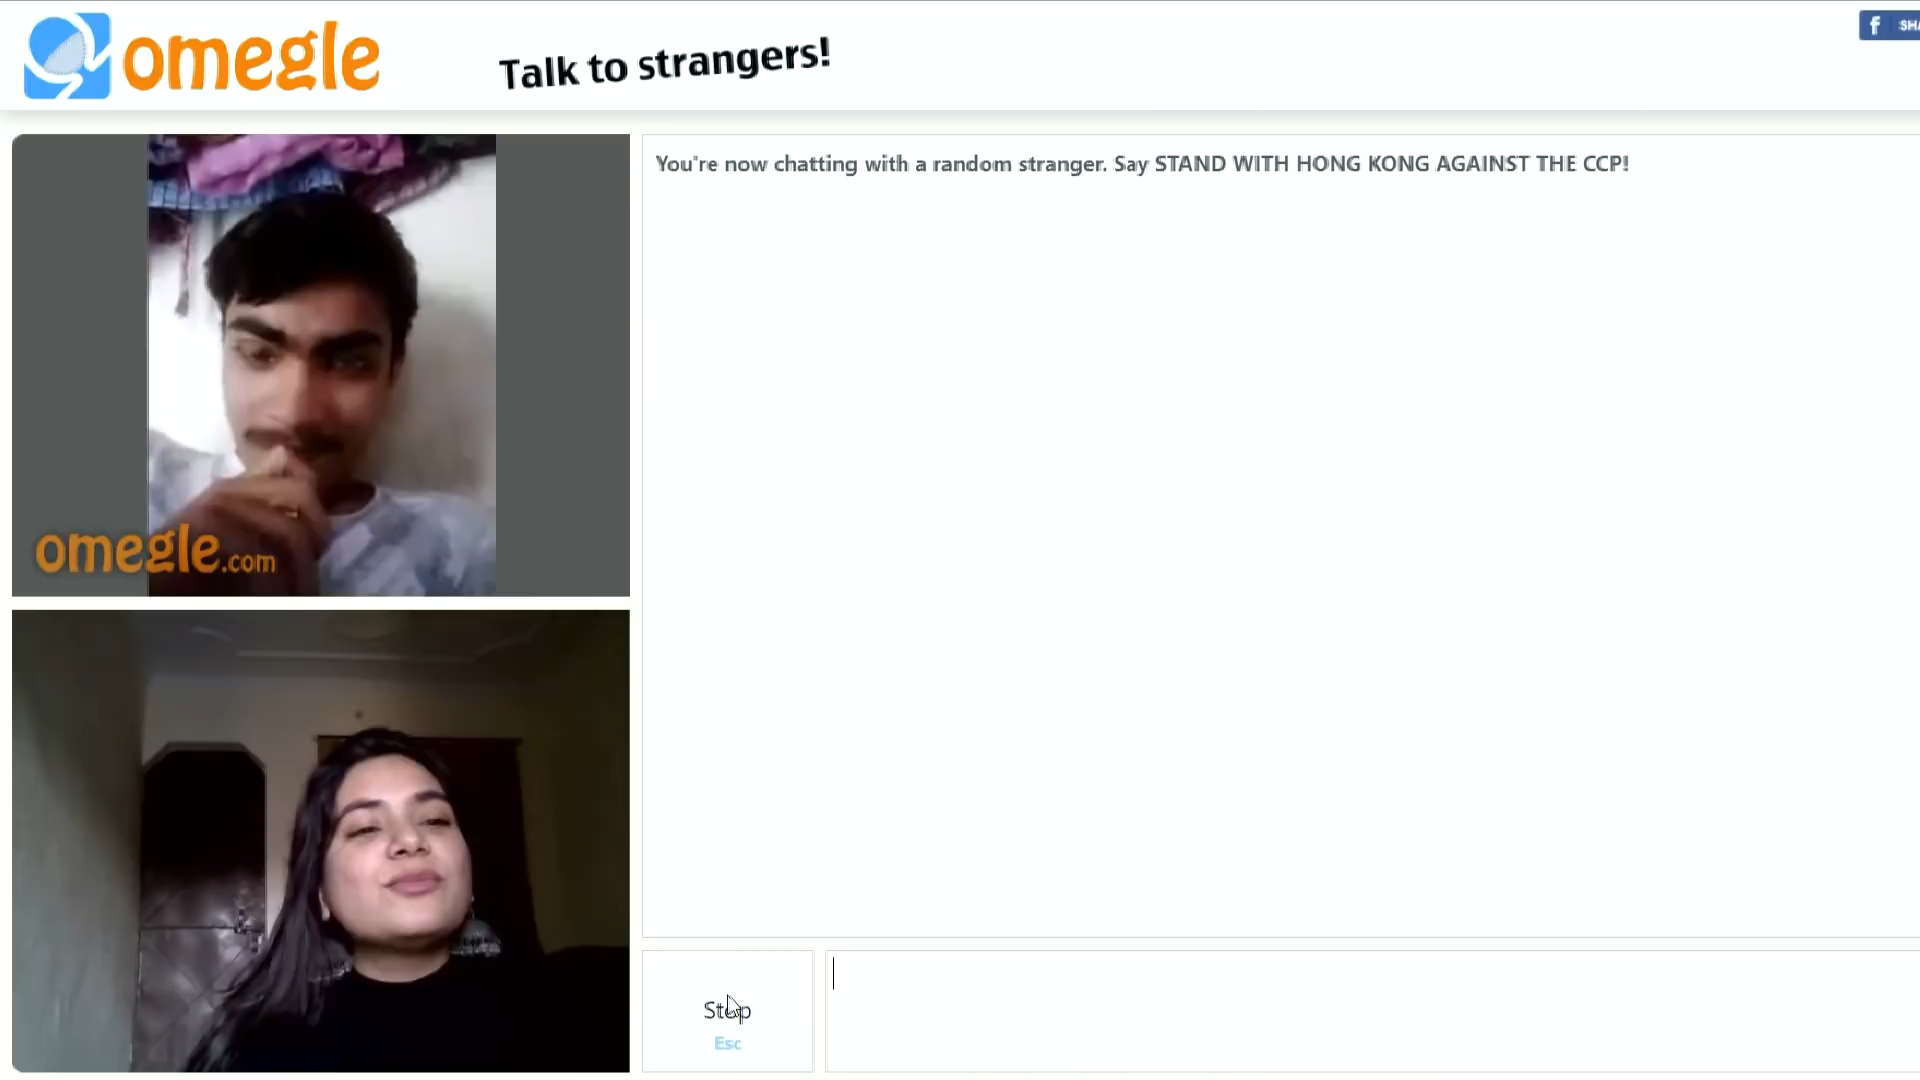 omegle
Talk to strangers!
f
You're now chatting with a random stranger. Say STAND WITH HONG KONG AGAINST THE CCP!
omegle.com
Stop
Esc